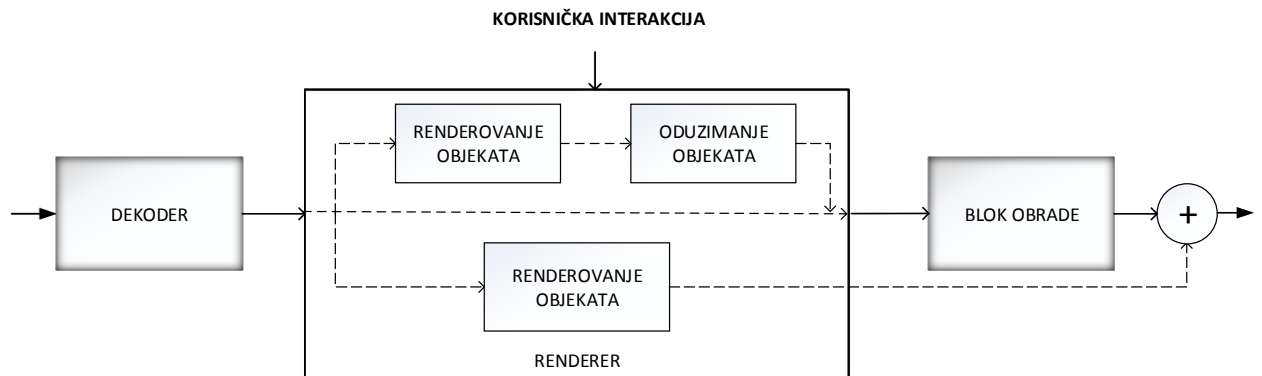 KORISNIČKA INTERAKCIJA
RENDEROVANJE
OBJEKATA
ODUZIMANJE
OBJEKATA
DEKODER
BLOK OBRADE
+
RENDEROVANJE
OBJEKATA
RENDERER